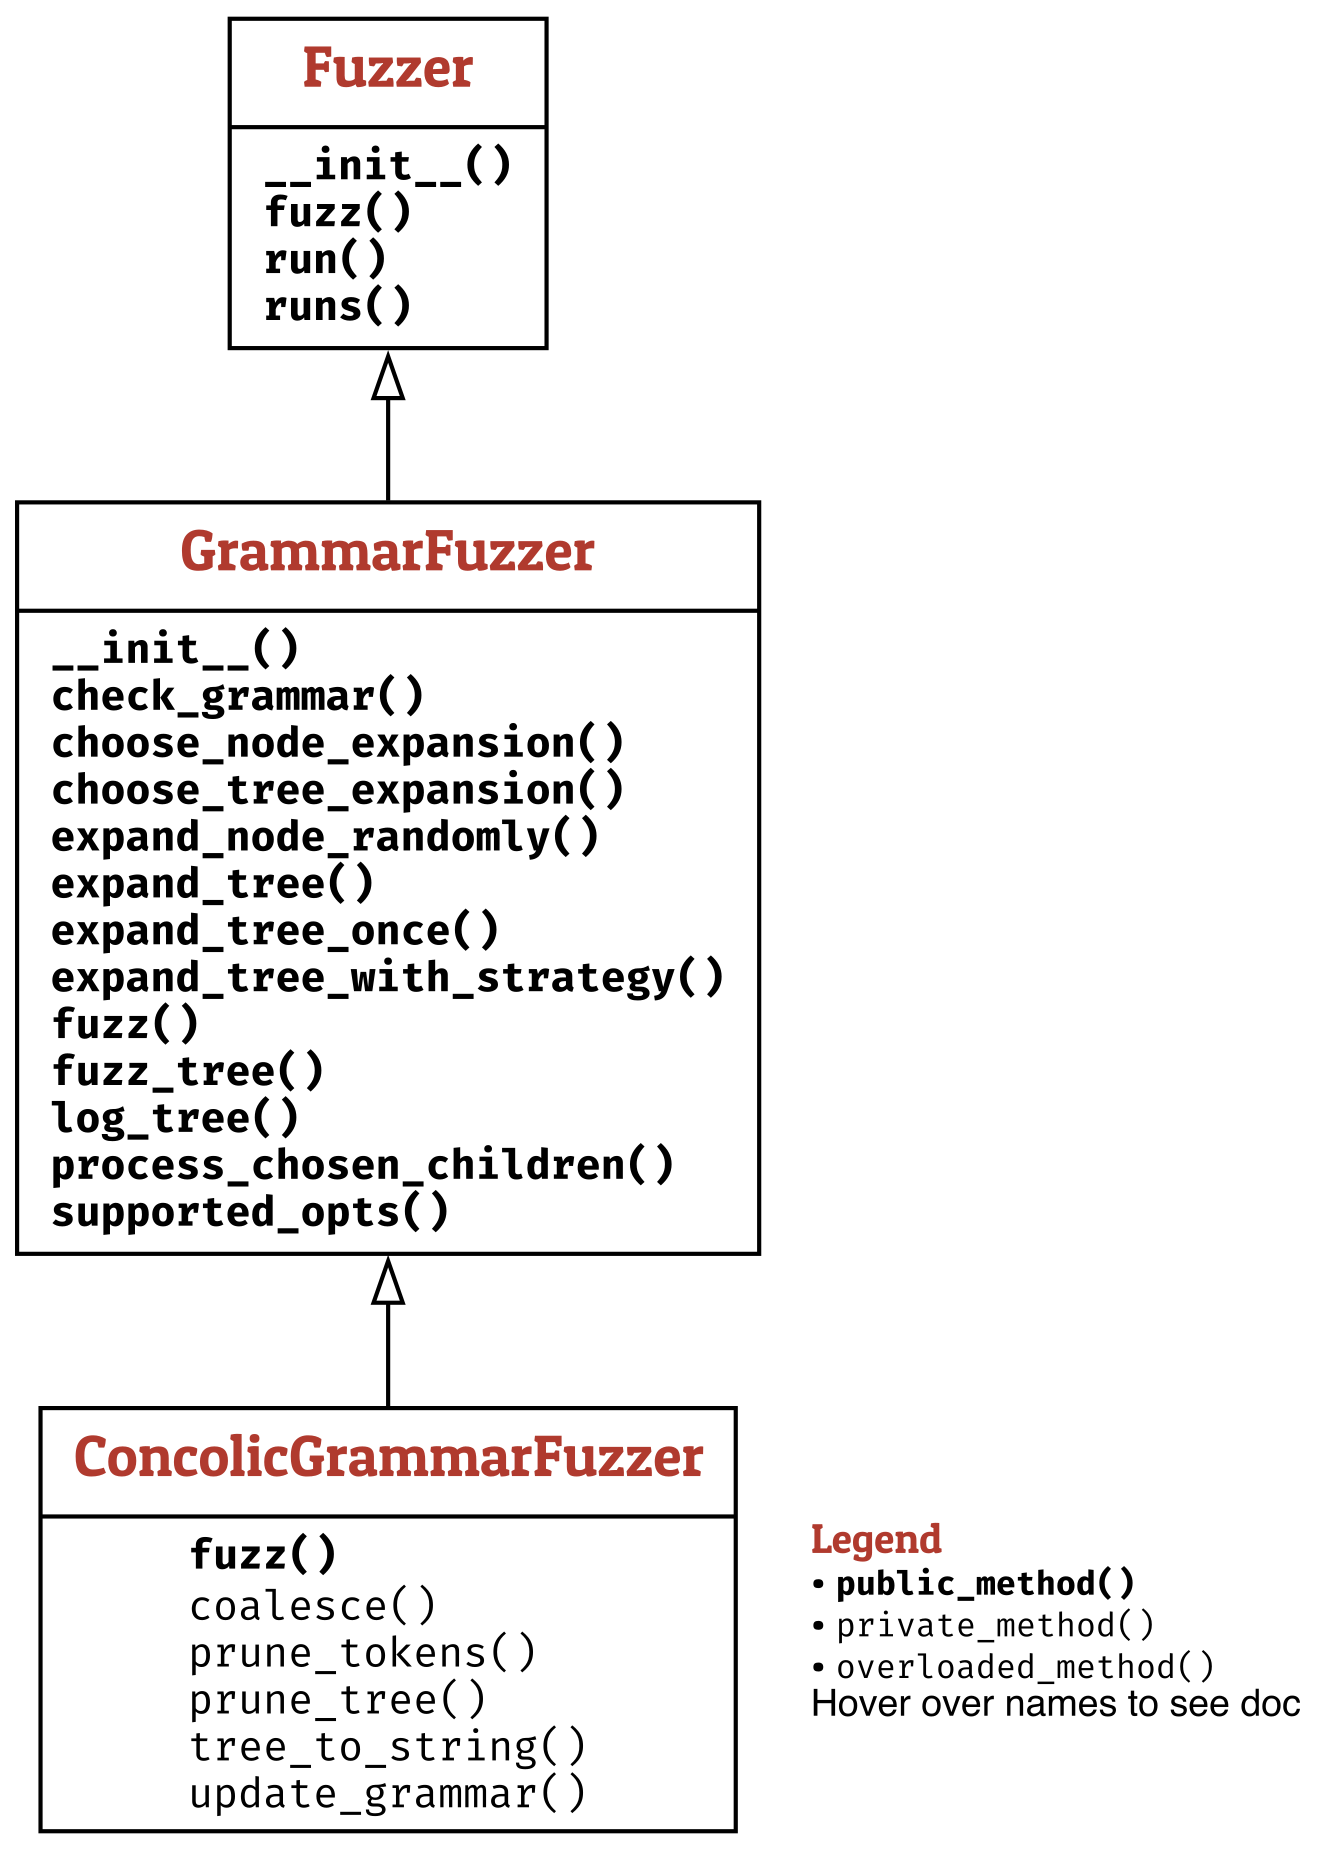 Fuzzer
__init__()
fuzz()
run()
runs()
GrammarFuzzer
__init__()
check_grammar()
choose_node_expansion()
choose_tree_expansion()
expand_node_randomly()
expand_tree()
expand_tree_once()
expand_tree_with_strategy()
fuzz()
fuzz_tree()
log_tree()
process_chosen_children()
supported_opts()
ConcolicGrammarFuzzer
fuzz()
coalesce()
prune_tokens()
prune_tree()
tree_to_string()
update_grammar()
Legend
• public_method()
• private_method()
• overloaded_method()
Hover over names to see doc